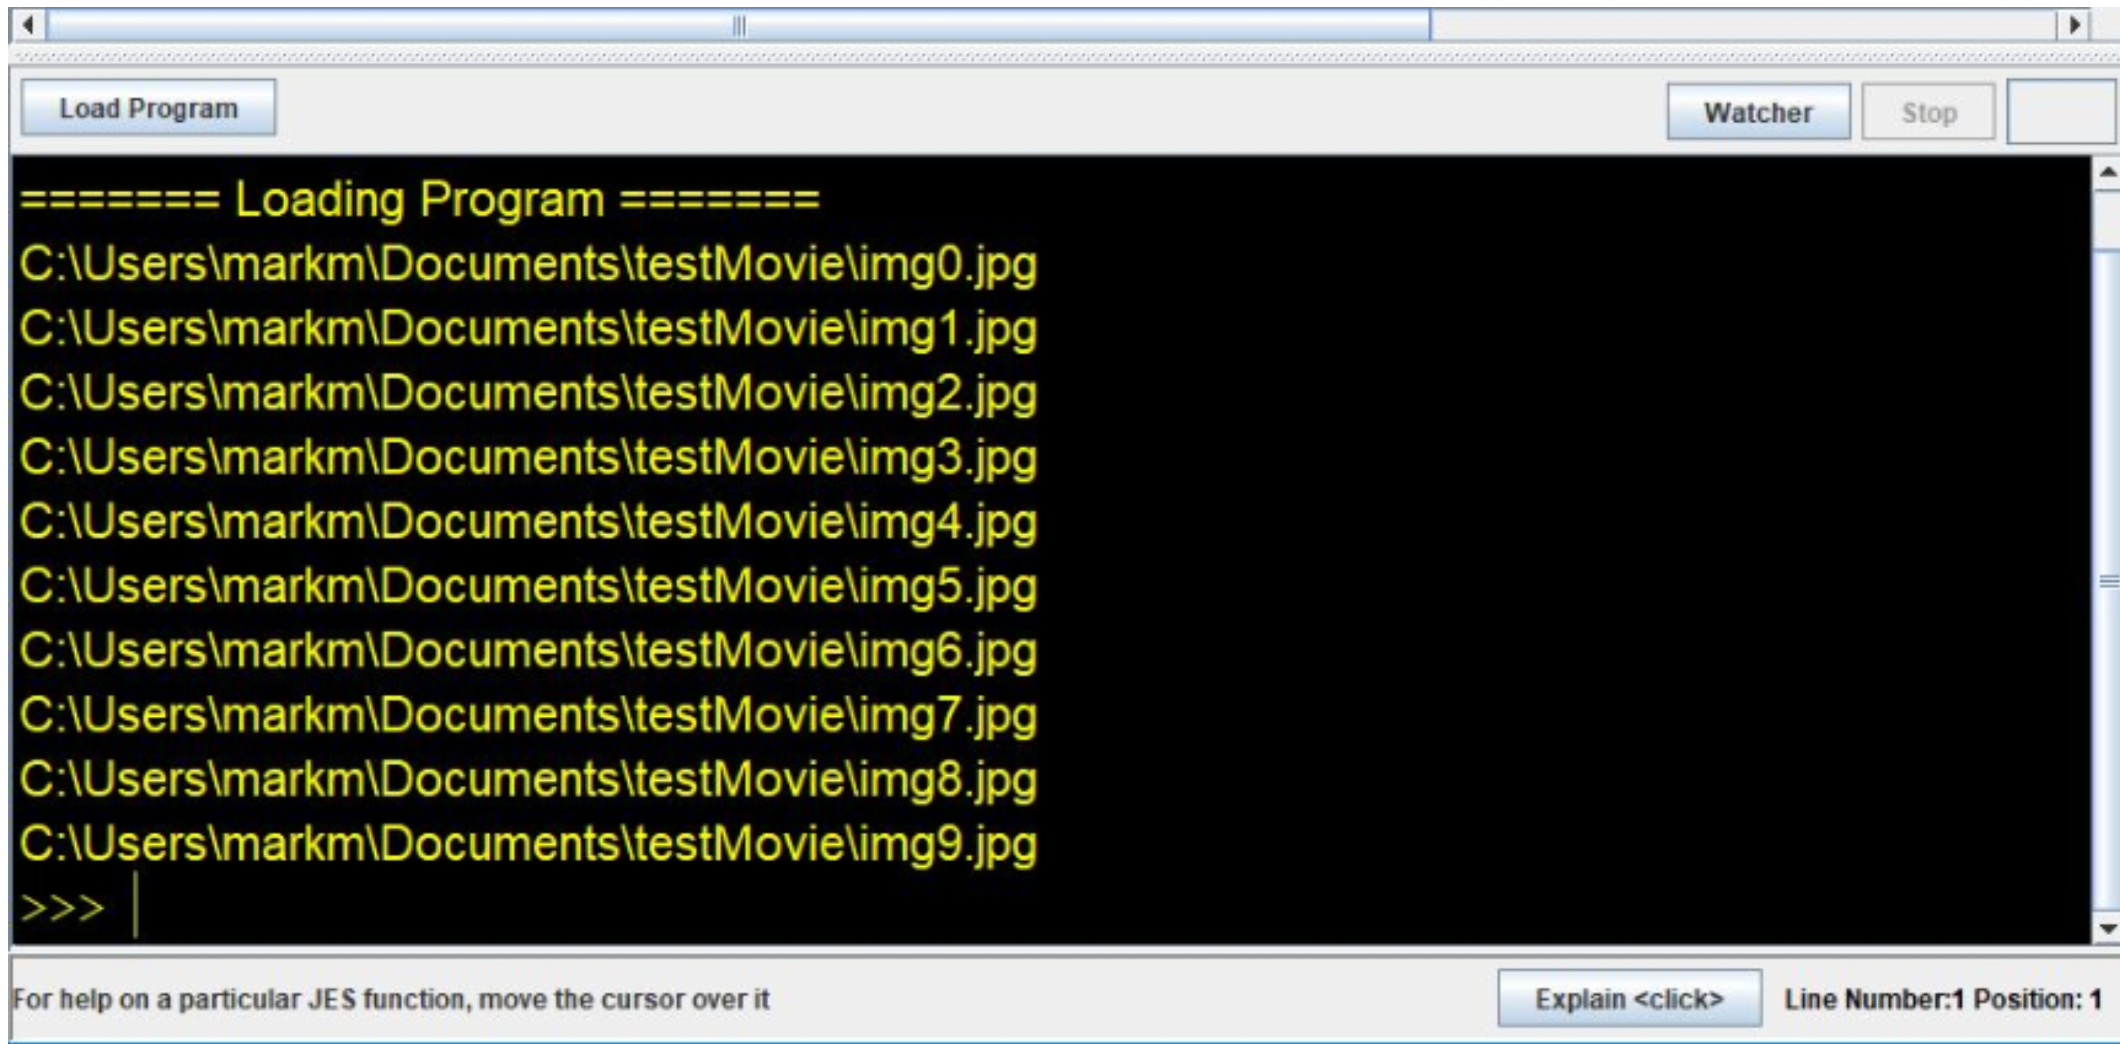 Load Program
Watcher
Stop
======= Loading Program =======
C:\Users\markm\Documents\testMovie\img0.jpg
C:\Users\markm\Documents\testMovie\img1.jpg
C:\Users\markm\Documents\testMovie\img2.jpg
C:\Users\markm\Documents\testMovie\img3.jpg
C:\Users\markm\Documents\testMovie\img4.jpg
C:\Users\markm\Documents\testMovie\img5.jpg
C:\Users\markm\Documents\testMovie\img6.jpg
C:\Users\markm\Documents\testMovie\img7.jpg
C:\Users\markm\Documents\testMovie\img8.jpg
C:\Users\markm\Documents\testMovie\img9.jpg
>>>
For help on a particular JES function, move the cursor over it
Explain <click>
Line Number:1 Position: 1